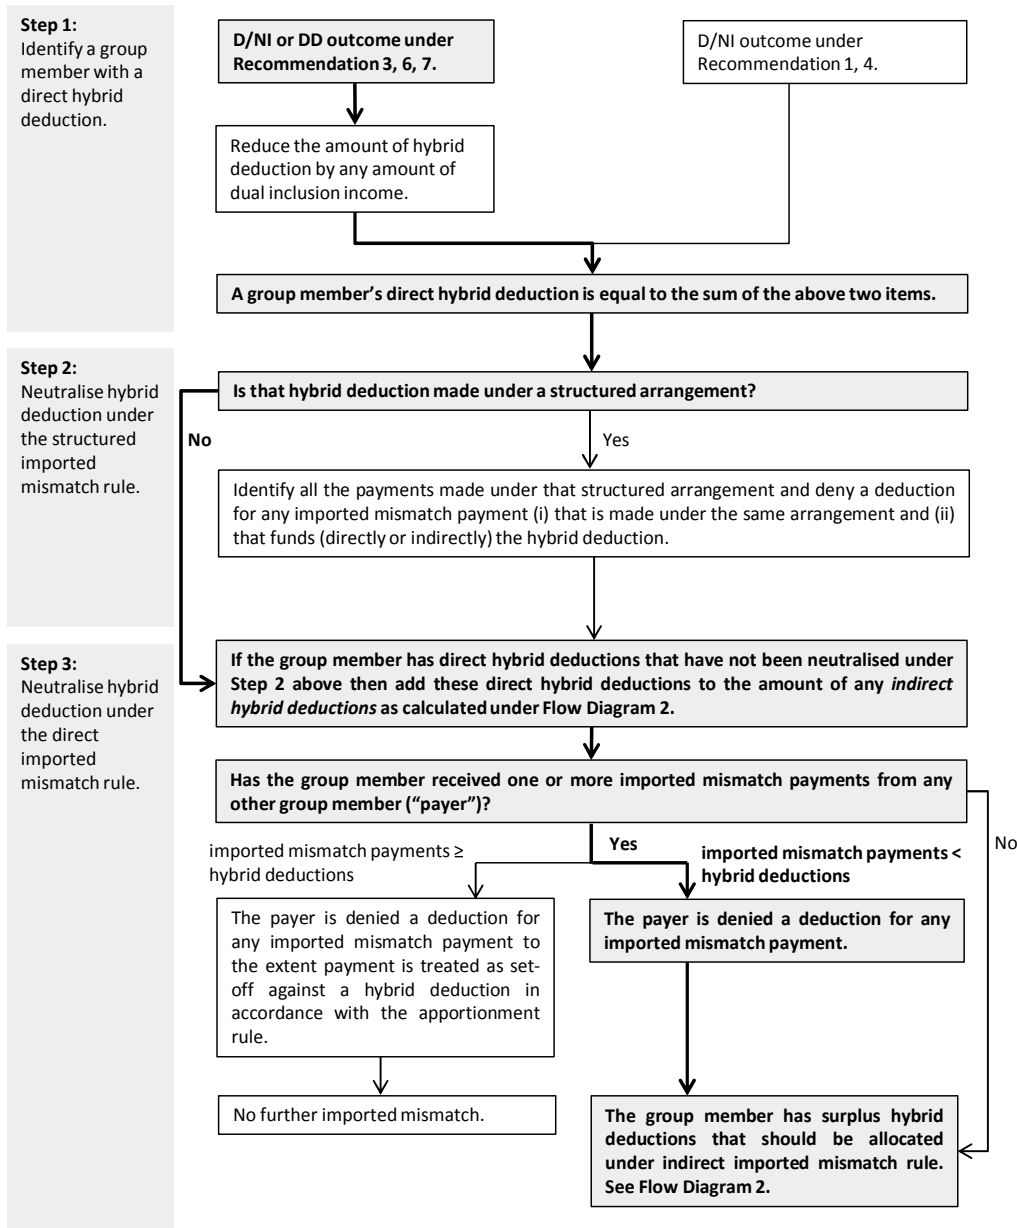 Step 1:
Identify a group
member with a
direct hybrid
deduction.
D/NI or DD outcome under
Recommendation 3, 6, 7.
D/NI outcome under
Recommendation 1, 4.
Reduce the amount of hybrid
deduction by any amount of
dual inclusion income.
A group member's direct hybrid deduction is equal to the sum of the above two items.
Step 2:
Neutralise hybrid
deduction under
the structured
imported
mismatch rule.
Is that hybrid deduction made under a structured arrangement?
No
Yes
Identify all the payments made under that structured arrangement and deny a deduction
for any imported mismatch payment (i) that is made under the same arrangement and (ii)
that funds (directly or indirectly) the hybrid deduction.
Step 3:
Neutralise hybrid
deduction under
the direct
imported
mismatch rule.
If the group member has direct hybrid deductions that have not been neutralised under
Step 2 above then add these direct hybrid deductions to the amount of any indirect
hybrid deductions as calculated under Flow Diagram 2.
Has the group member received one or more imported mismatch payments from any
other group member ("payer")?
No
Yes
imported mismatch payments ≥
hybrid deductions
imported mismatch payments <
hybrid deductions
The payer is denied a deduction for
any imported mismatch payment to
the extent payment is treated as set-
off against a hybrid deduction in
accordance with the apportionment
rule.
The payer is denied a deduction for any
imported mismatch payment.
No further imported mismatch.
The group member has surplus hybrid
deductions that should be allocated
under indirect imported mismatch rule.
See Flow Diagram 2.